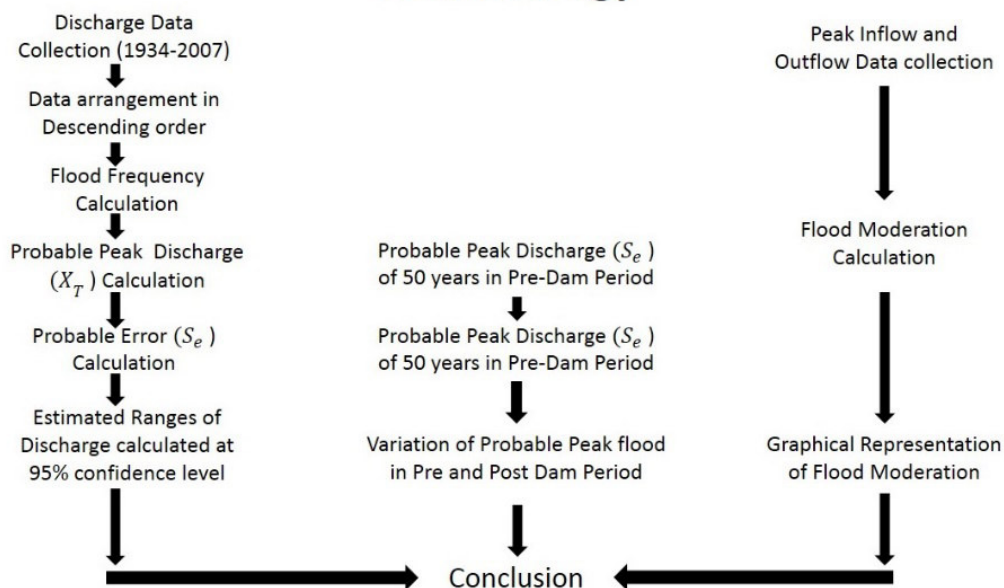 Discharge Data
Collection (1934-2007)
Data arrangement in
Descending order
Flood Frequency
Calculation
Probable Peak Discharge
(X_T) Calculation
Probable Error (S_e)
Calculation
Estimated Ranges of
Discharge calculated at
95% confidence level
Probable Peak Discharge (S_e)
of 50 years in Pre-Dam Period
Probable Peak Discharge (S_e)
of 50 years in Pre-Dam Period
Variation of Probable Peak flood
in Pre and Post Dam Period
Peak Inflow and
Outflow Data collection
Flood Moderation
Calculation
Graphical Representation
of Flood Moderation
Conclusion